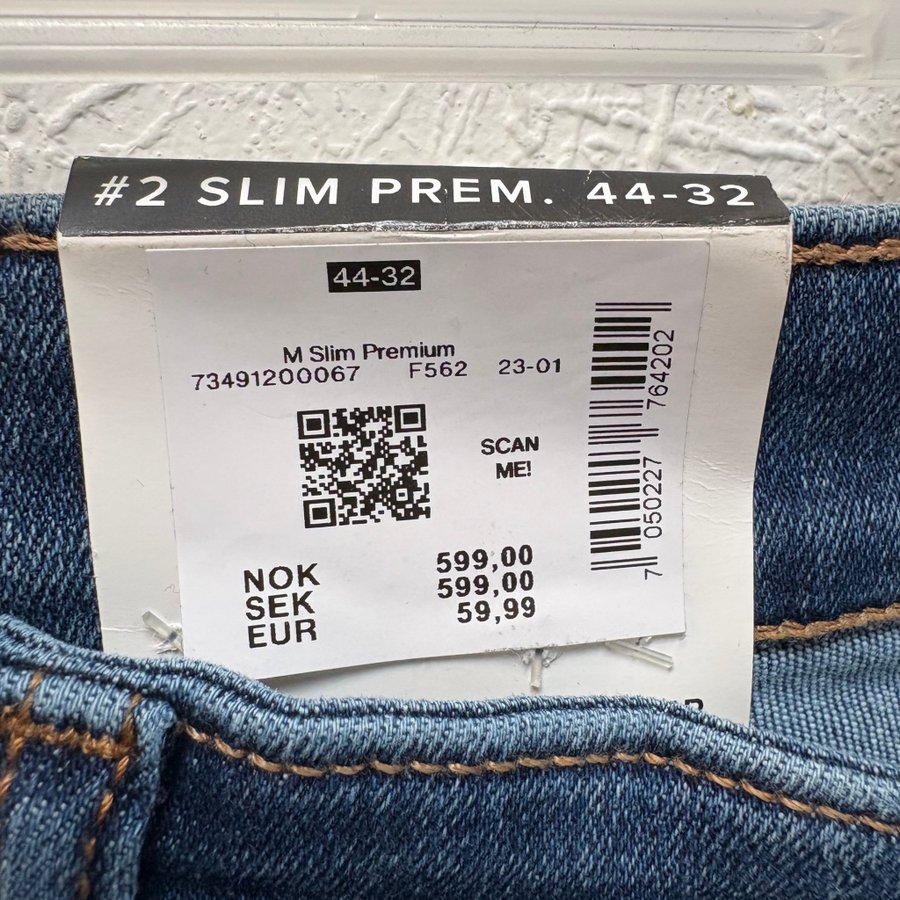 #2 SLIM PREM. 44-32
44-32
M Slim Premium
73491200067 F562 23-01
SCAN
ME!
NOK 599,00
SEK 599,00
EUR 59,99
7 050227 764202